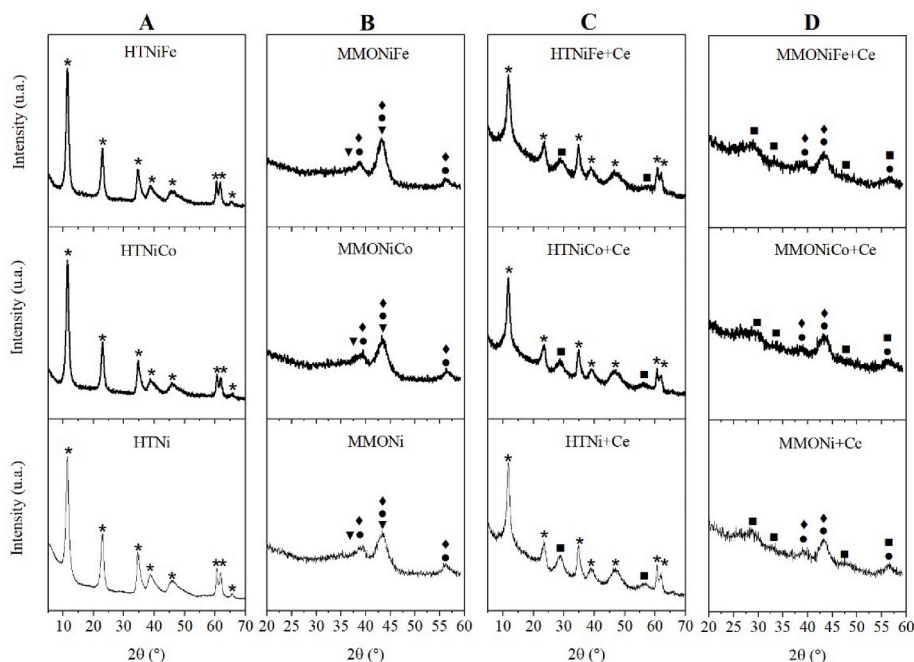 A
B
C
D
HTNiFe
MMONiFe
HTNiFe+Ce
MMONiFe+Ce
Intensity (u.a.)
HTNiCo
MMONiCo
HTNiCo+Ce
MMONiCo+Ce
Intensity (u.a.)
HTNi
MMONi
HTNi+Ce
MMONi+Ce
Intensity (u.a.)
10 20 30 40 50 60 70
20 25 30 35 40 45 50 55 60
10 20 30 40 50 60 70
20 25 30 35 40 45 50 55 60
2θ (°)
2θ (°)
2θ (°)
2θ (°)